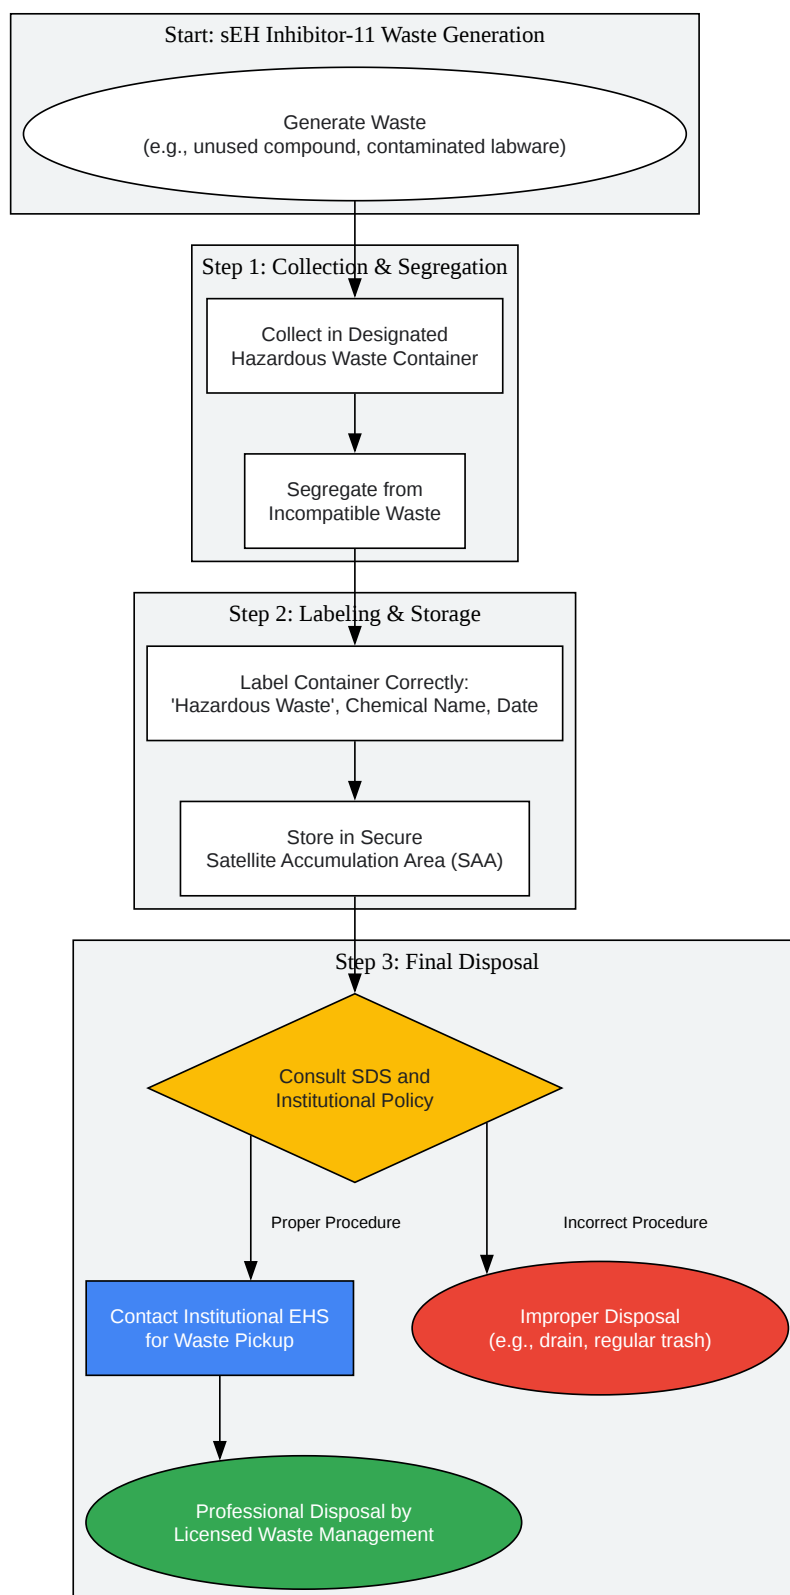 Start: sEH Inhibitor-11 Waste Generation
Generate Waste
(e.g., unused compound, contaminated labware)
Step 1: Collection & Segregation
Collect in Designated
Hazardous Waste Container
Segregate from
Incompatible Waste
Step 2: Labeling & Storage
Label Container Correctly:
'Hazardous Waste', Chemical Name, Date
Store in Secure
Satellite Accumulation Area (SAA)
Step 3: Final Disposal
Consult SDS and
Institutional Policy
Proper Procedure
Incorrect Procedure
Contact Institutional EHS
for Waste Pickup
Improper Disposal
(e.g., drain, regular trash)
Professional Disposal by
Licensed Waste Management